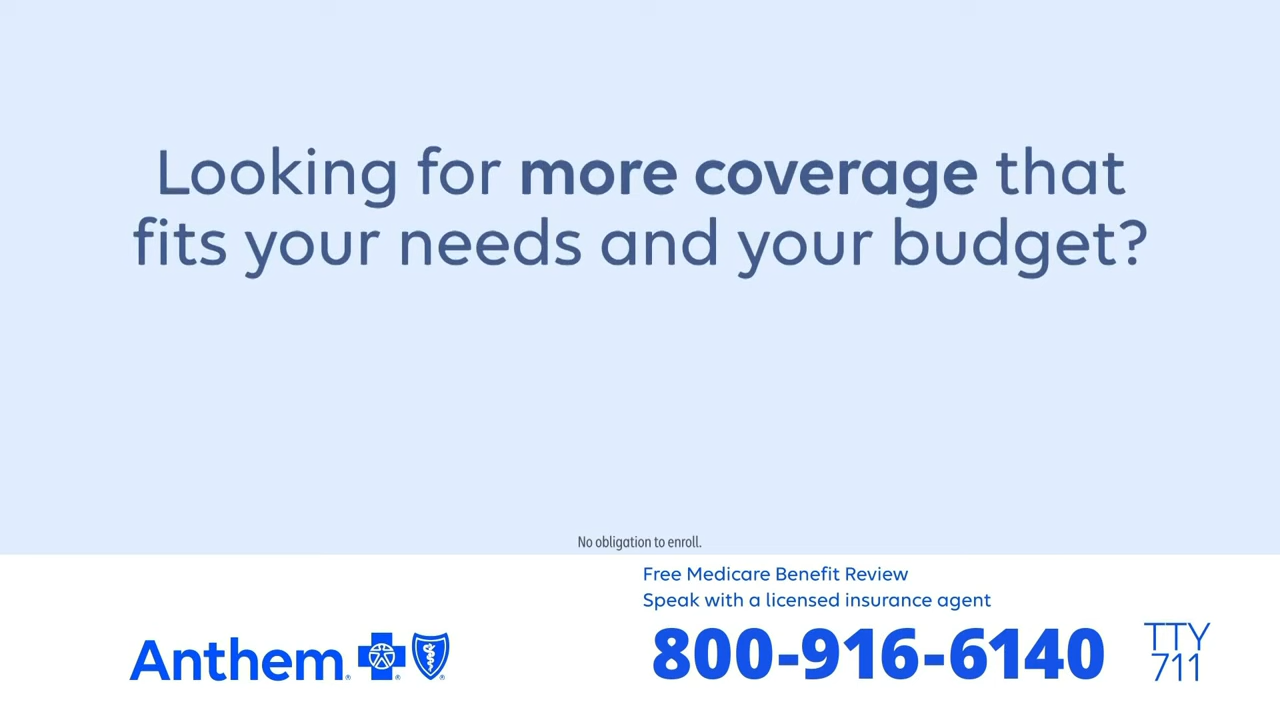 Looking for more coverage that
fits your needs and your budget?
No obligation to enroll.
Free Medicare Benefit Review
Speak with a licensed insurance agent
Anthem
800-916-6140
TTY
711